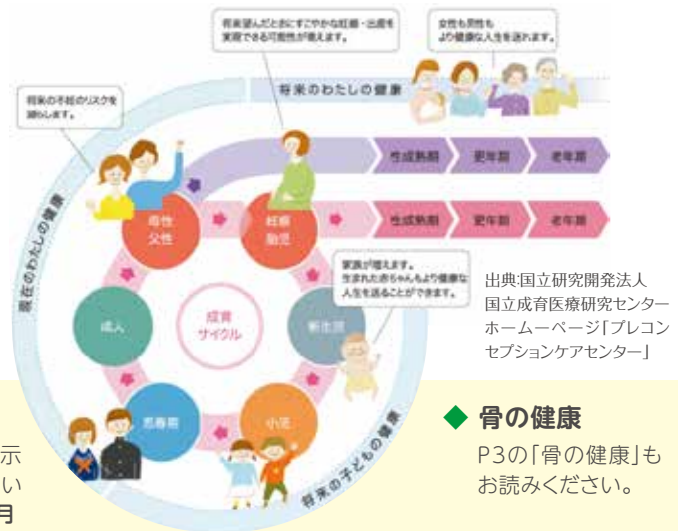 将来望んだときにすこやかな妊娠・出産を
実現できる可能性が増えます。
女性も男性も
より健康な人生を送れます。
将来の不妊のリスクを
減らします。
将来のわたしの健康
性成熟期
更年期
老年期
性成熟期
更年期
老年期
現在のわたしの健康
母性
父性
妊娠
胎児
家族が増えます。
生まれた赤ちゃんもより健康な
人生を送ることができます。
成人
成育
サイクル
新生児
思春期
小児
将来の子どもの健康
出典:国立研究開発法人
国立成育医療研究センター
ホームーページ「プレコン
セプションケアセンター」
◆ 骨の健康
P3の「骨の健康」も
お読みください。
示
い
月